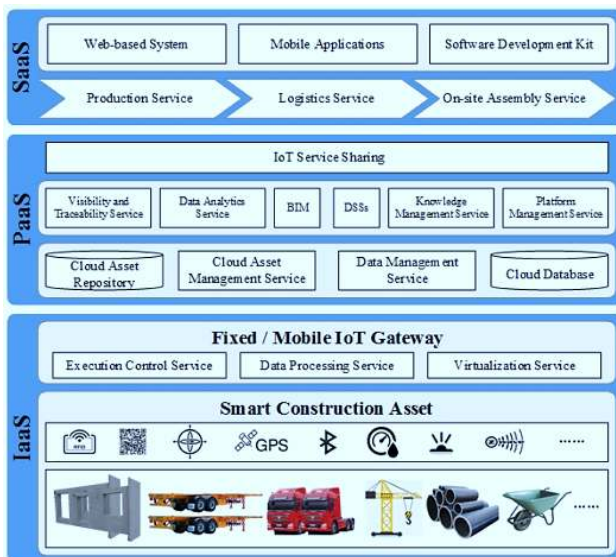 SaaS
Web-based System
Mobile Applications
Software Development Kit
Production Service
Logistics Service
On-site Assembly Service
PaaS
IoT Service Sharing
Visibility and
Traceability Service
Data Analytics
Service
BIM
DSSs
Knowledge
Management Service
Platform
Management Service
Cloud Asset
Repository
Cloud Asset
Management Service
Data Management
Service
Cloud Database
IaaS
Fixed / Mobile IoT Gateway
Execution Control Service
Data Processing Service
Virtualization Service
Smart Construction Asset
RFID
GPS
......
......